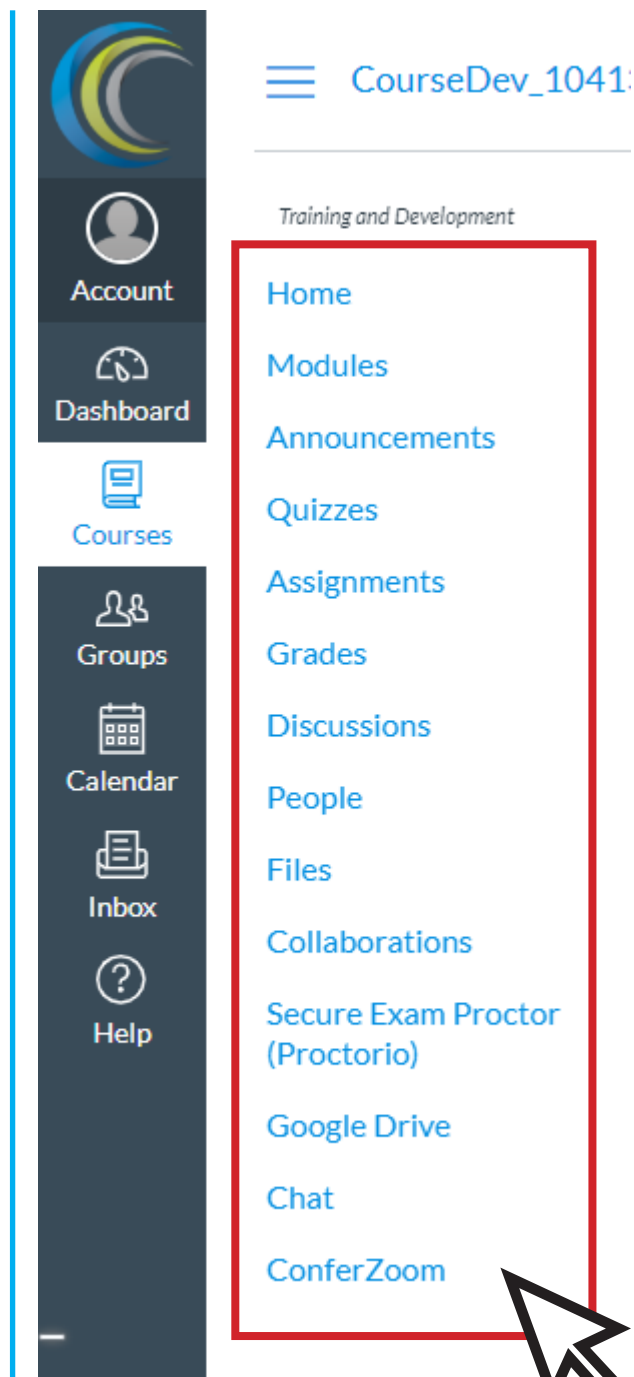 CourseDev_1041
Training and Development
Account
Dashboard
Courses
Groups
Calendar
Inbox
Help
Home
Modules
Announcements
Quizzes
Assignments
Grades
Discussions
People
Files
Collaborations
Secure Exam Proctor
(Proctorio)
Google Drive
Chat
ConferZoom